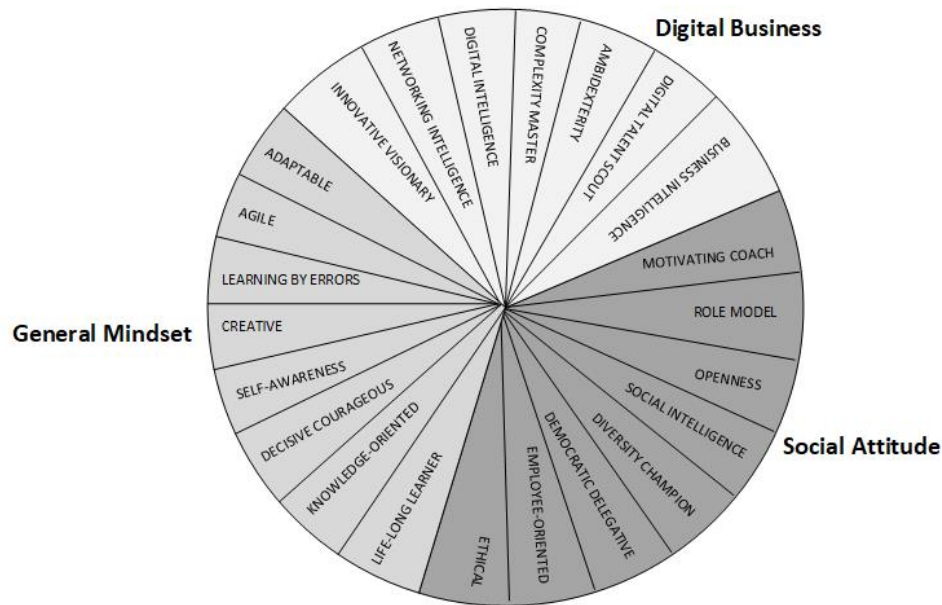 Digital Business
INNOVATIVE VISIONARY
NETWORKING INTELLIGENCE
DIGITAL INTELLIGENCE
COMPLEXITY MASTER
AMBIDEXTERITY
DIGITAL TALENT SCOUT
BUSINESS INTELLIGENCE
Social Attitude
MOTIVATING COACH
ROLE MODEL
OPENNESS
SOCIAL INTELLIGENCE
DIVERSITY CHAMPION
DEMOCRATIC DELEGATIVE
EMPLOYEE-ORIENTED
ETHICAL
General Mindset
LIFE-LONG LEARNER
KNOWLEDGE-ORIENTED
DECISIVE COURAGEOUS
SELF-AWARENESS
CREATIVE
LEARNING BY ERRORS
AGILE
ADAPTABLE